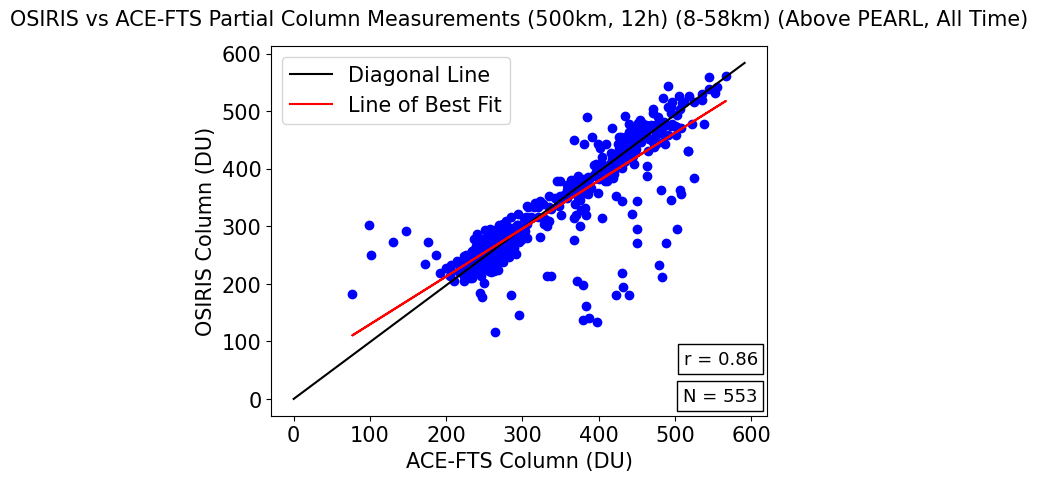 OSIRIS vs ACE-FTS Partial Column Measurements (500km, 12h) (8-58km) (Above PEARL, All Time)
Diagonal Line
Line of Best Fit
600
500
400
300
200
100
0
OSIRIS Column (DU)
r = 0.86
N = 553
0 100 200 300 400 500 600
ACE-FTS Column (DU)